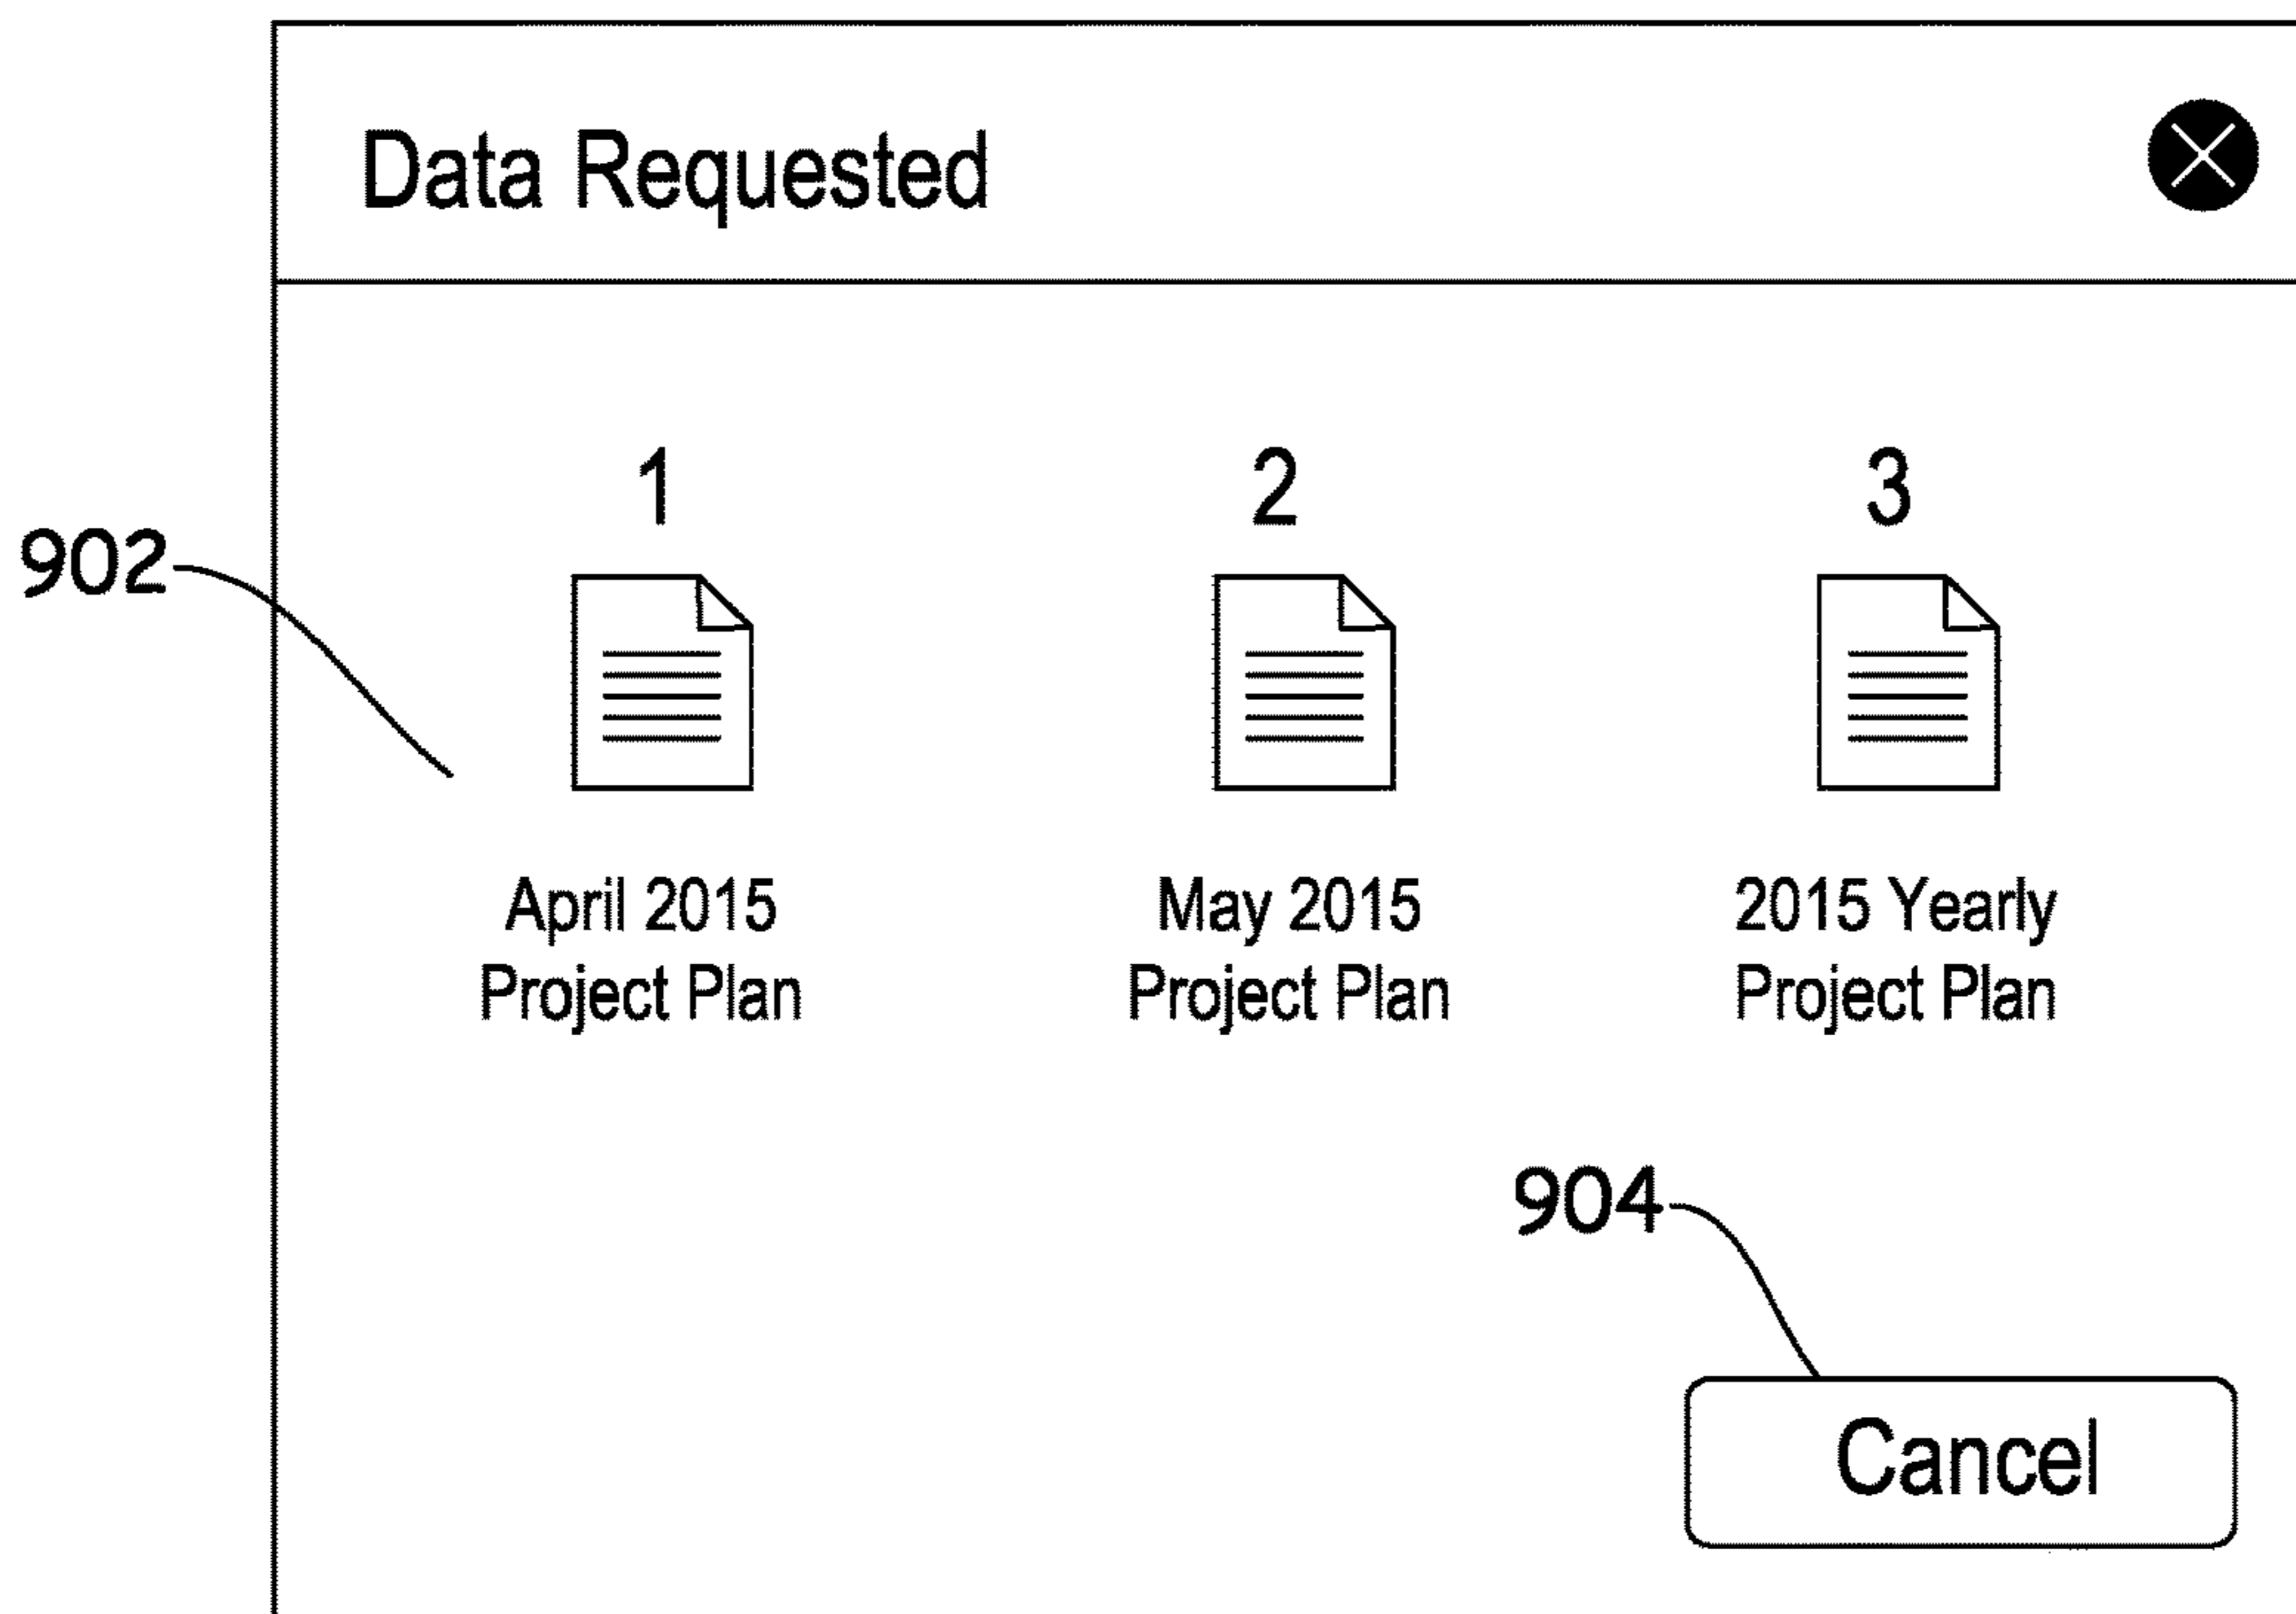 Data Requested
1 2 3
902
April 2015 May 2015 2015 Yearly
Project Plan Project Plan Project Plan
904
Cancel